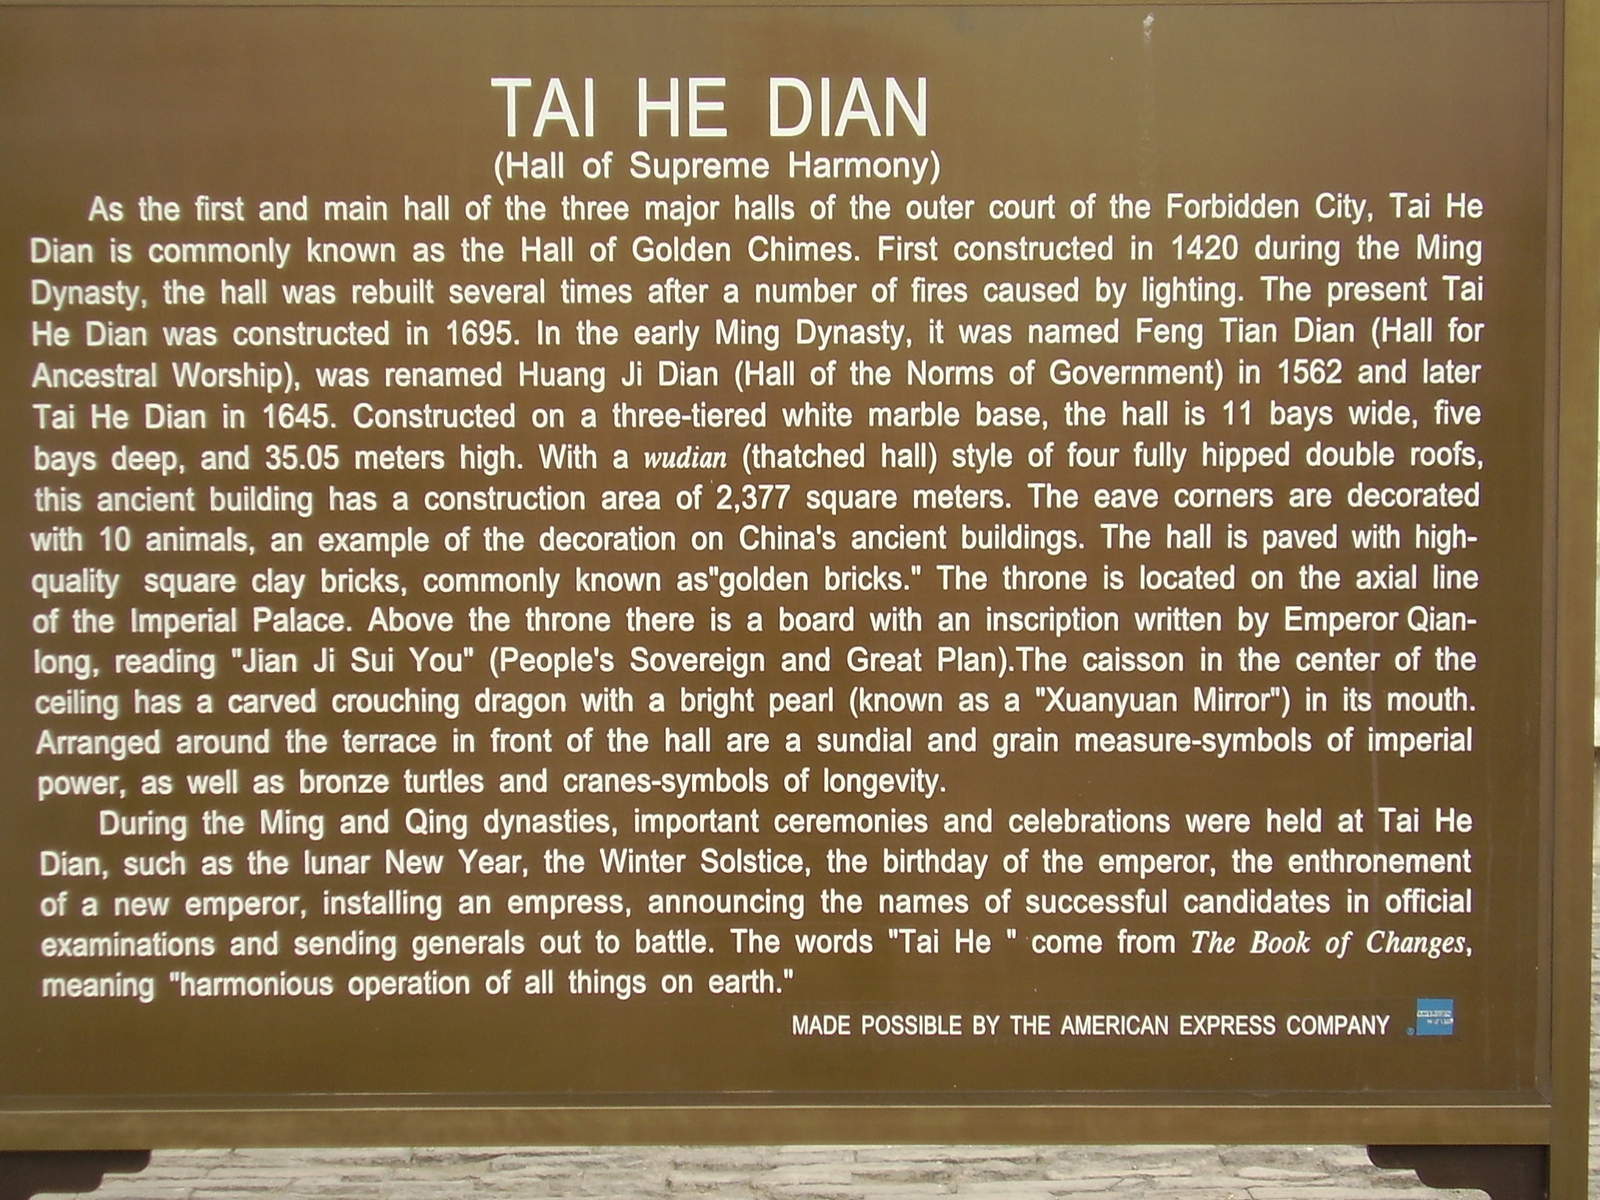 TAI HE DIAN
(Hall of Supreme Harmony)
As the first and main hall of the three major halls of the outer court of the Forbidden City, Tai He
Dian is commonly known as the Hall of Golden Chimes. First constructed in 1420 during the Ming
Dynasty, the hall was rebuilt several times after a number of fires caused by lighting. The present Tai
He Dian was constructed in 1695. In the early Ming Dynasty, it was named Feng Tian Dian (Hall for
Ancestral Worship), was renamed Huang Ji Dian (Hall of the Norms of Government) in 1562 and later
Tai He Dian in 1645. Constructed on a three-tiered white marble base, the hall is 11 bays wide, five
bays deep, and 35.05 meters high. With a wudian (thatched hall) style of four fully hipped double roofs,
this ancient building has a construction area of 2,377 square meters. The eave corners are decorated
with 10 animals, an example of the decoration on China's ancient buildings. The hall is paved with high-
quality square clay bricks, commonly known as"golden bricks." The throne is located on the axial line
of the Imperial Palace. Above the throne there is a board with an inscription written by Emperor Qian-
long, reading "Jian Ji Sui You" (People's Sovereign and Great Plan).The caisson in the center of the
ceiling has a carved crouching dragon with a bright pearl (known as a "Xuanyuan Mirror") in its mouth.
Arranged around the terrace in front of the hall are a sundial and grain measure-symbols of imperial
power, as well as bronze turtles and cranes-symbols of longevity.
During the Ming and Qing dynasties, important ceremonies and celebrations were held at Tai He
Dian, such as the lunar New Year, the Winter Solstice, the birthday of the emperor, the enthronement
of a new emperor, installing an empress, announcing the names of successful candidates in official
examinations and sending generals out to battle. The words "Tai He " come from The Book of Changes,
meaning "harmonious operation of all things on earth."
MADE POSSIBLE BY THE AMERICAN EXPRESS COMPANY